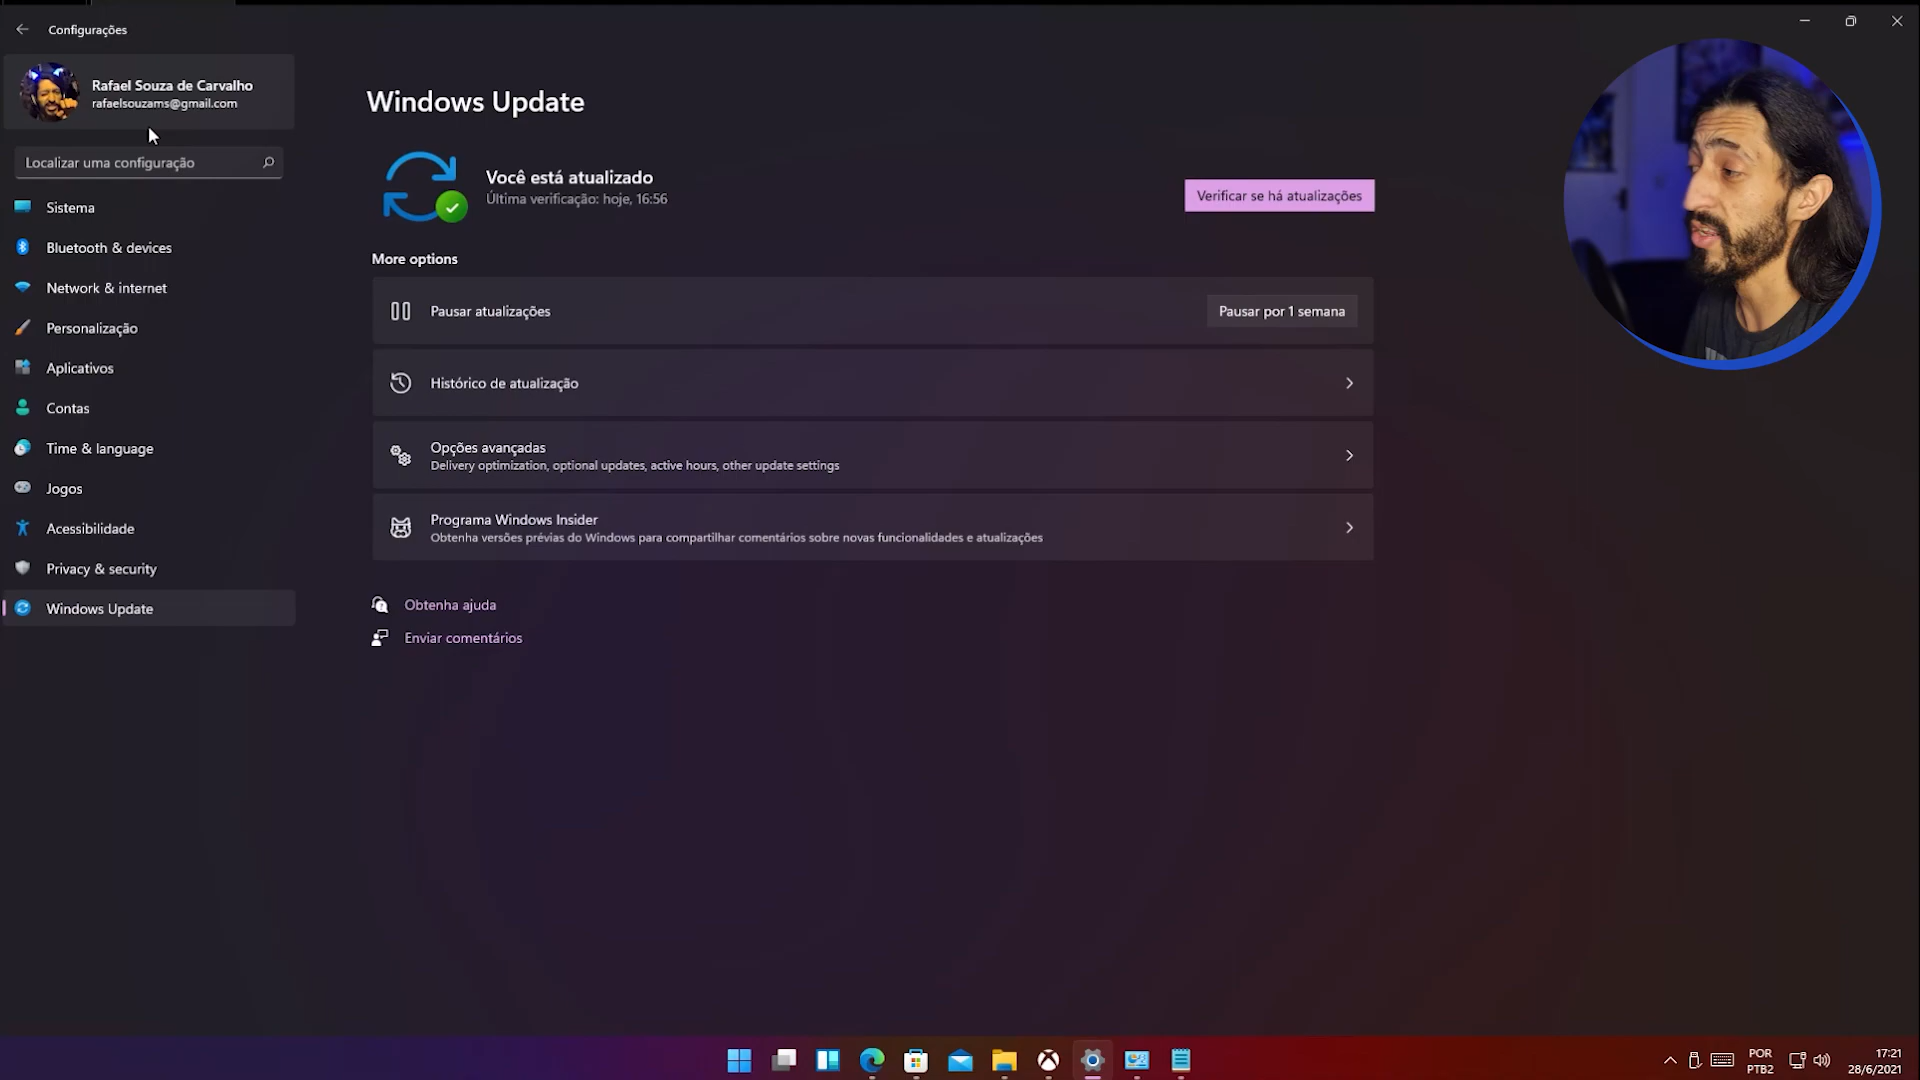 Configurações
Rafael Souza de Carvalho
rafaelsouzams@gmail.com
Localizar uma configuração
Sistema
Bluetooth & devices
Network & internet
Personalização
Aplicativos
Contas
Time & language
Jogos
Acessibilidade
Privacy & security
Windows Update
Windows Update
Você está atualizado
Última verificação: hoje, 16:56
Verificar se há atualizações
More options
Pausar atualizações
Pausar por 1 semana
Histórico de atualização
Opções avançadas
Delivery optimization, optional updates, active hours, other update settings
Programa Windows Insider
Obtenha versões prévias do Windows para compartilhar comentários sobre novas funcionalidades e atualizações
Obtenha ajuda
Enviar comentários
POR
PTB2
17:21
28/6/2021